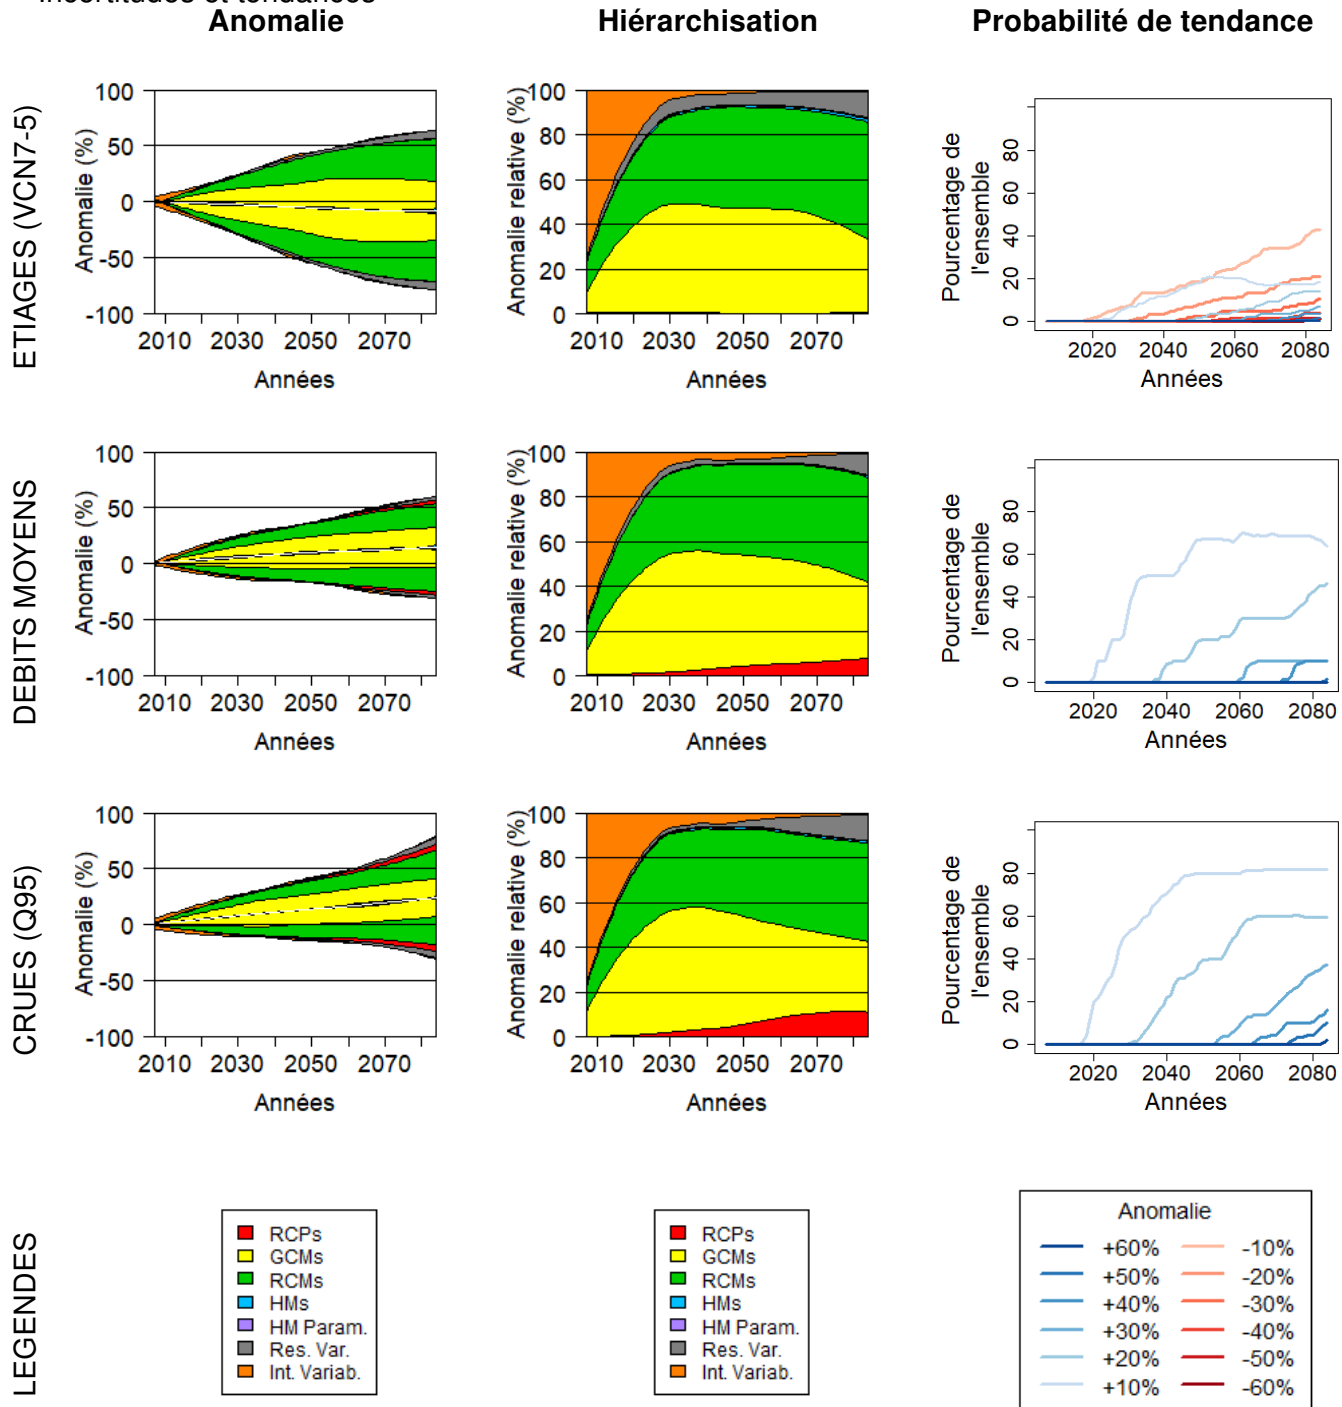 Incertitudes et tendances
Anomalie
Hiérarchisation
Probabilité de tendance
ETIAGES (VCN7-5)
Anomalie (%)
100
50
0
-50
-100
2010 2030 2050 2070
Années
Anomalie relative (%)
100
80
60
40
20
0
2010 2030 2050 2070
Années
Pourcentage de
l'ensemble
80
60
40
20
0
2020 2040 2060 2080
Années
DEBITS MOYENS
Anomalie (%)
100
50
0
-50
-100
2010 2030 2050 2070
Années
Anomalie relative (%)
100
80
60
40
20
0
2010 2030 2050 2070
Années
Pourcentage de
l'ensemble
80
60
40
20
0
2020 2040 2060 2080
Années
CRUES (Q95)
Anomalie (%)
100
50
0
-50
-100
2010 2030 2050 2070
Années
Anomalie relative (%)
100
80
60
40
20
0
2010 2030 2050 2070
Années
Pourcentage de
l'ensemble
80
60
40
20
0
2020 2040 2060 2080
Années
LEGENDES
RCPs
GCMs
RCMs
HMs
HM Param.
Res. Var.
Int. Variab.
RCPs
GCMs
RCMs
HMs
HM Param.
Res. Var.
Int. Variab.
Anomalie
+60% -10%
+50% -20%
+40% -30%
+30% -40%
+20% -50%
+10% -60%